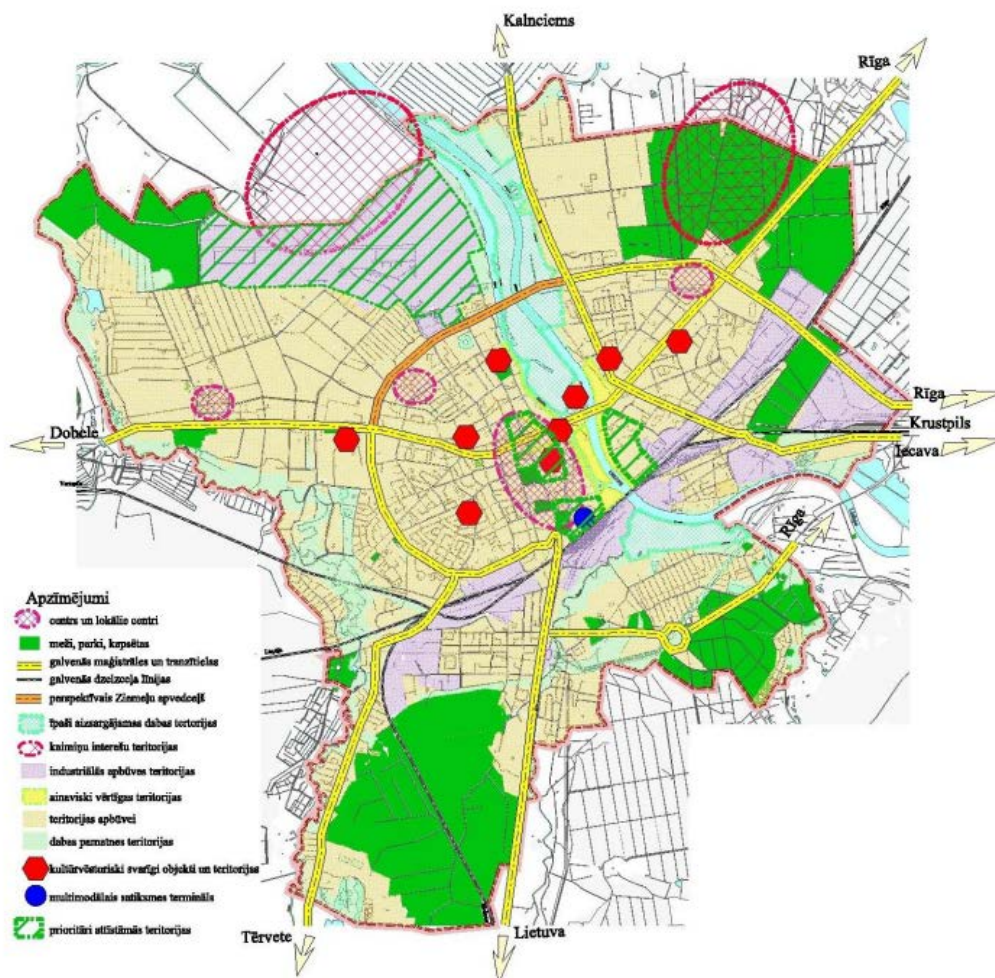 Kalnciems
Rīga
Dobele
Rīga
Krustpils
Iecava
Rīga
Apzīmējumi
centrs un lokālie centri
meži, parki, kapsētas
galvenās maģistrāles un tranzītielas
galvenās dzelzceļa līnijas
perspektīvais Ziemeļu apvedceļš
īpaši aizsargājamas dabas teritorijas
kaimiņu interešu teritorijas
industriālās apbūves teritorijas
ainaviski vērtīgas teritorijas
teritorijas apbūvei
dabas pamatnes teritorijas
kultūrvēsturiski svarīgi objekti un teritorijas
multimodālais satiksmes termināls
prioritāri attīstāmās teritorijas
Tērvete
Lietuva